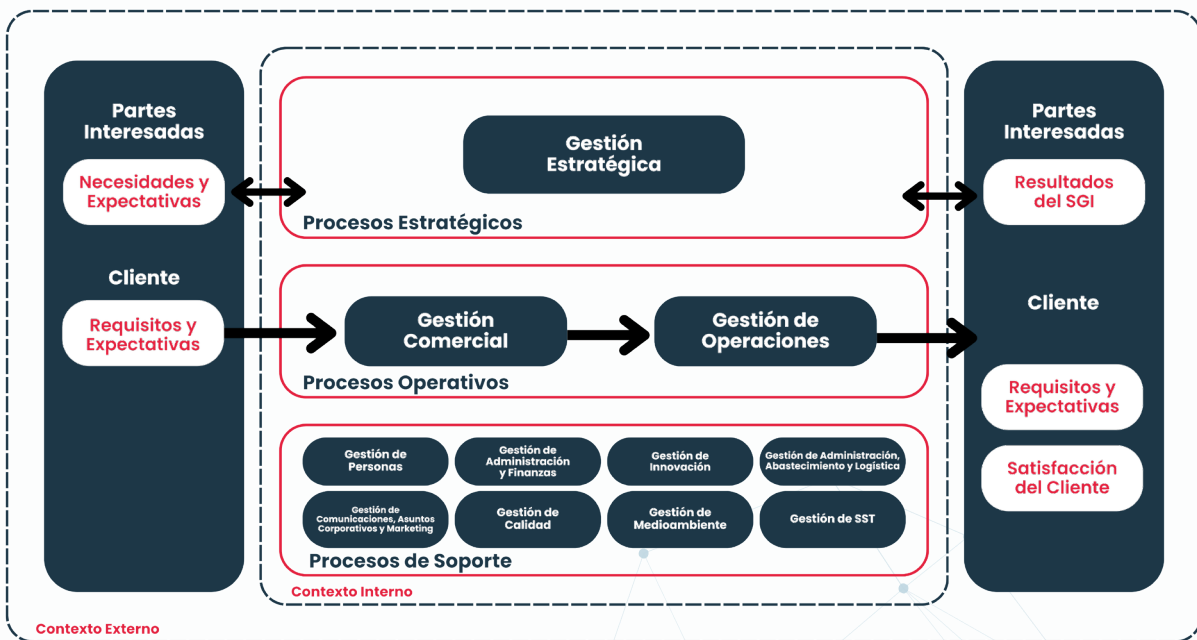 Partes
Interesadas
Necesidades y
Expectativas
Cliente
Requisitos y
Expectativas
Gestión
Estratégica
Procesos Estratégicos
Gestión
Comercial
Gestión de
Operaciones
Procesos Operativos
Gestión de
Personas
Gestión de
Administración
y Finanzas
Gestión de
Innovación
Gestión de Administración,
Abastecimiento y Logística
Gestión de
Comunicaciones, Asuntos
Corporativos y Marketing
Gestión de
Calidad
Gestión de
Medioambiente
Gestión de SST
Procesos de Soporte
Contexto Interno
Partes
Interesadas
Resultados
del SGI
Cliente
Requisitos y
Expectativas
Satisfacción
del Cliente
Contexto Externo